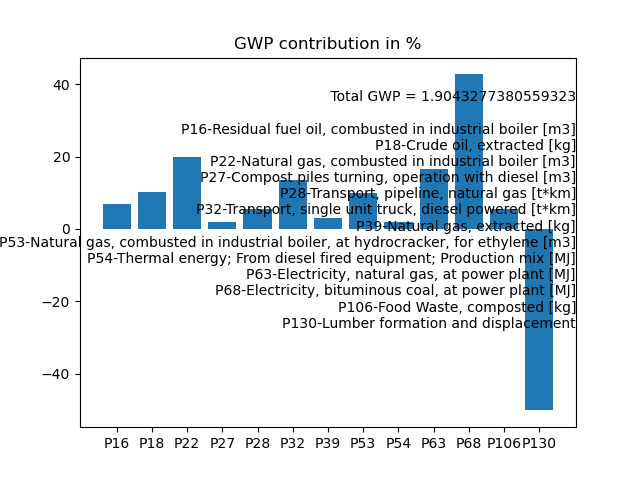 GWP contribution in %
40
20
0
−20
−40
Total GWP = 1.9043277380559323
P16-Residual fuel oil, combusted in industrial boiler [m3]
P18-Crude oil, extracted [kg]
P22-Natural gas, combusted in industrial boiler [m3]
P27-Compost piles turning, operation with diesel [m3]
P28-Transport, pipeline, natural gas [t*km]
P32-Transport, single unit truck, diesel powered [t*km]
P39-Natural gas, extracted [kg]
P53-Natural gas, combusted in industrial boiler, at hydrocracker, for ethylene [m3]
P54-Thermal energy; From diesel fired equipment; Production mix [MJ]
P63-Electricity, natural gas, at power plant [MJ]
P68-Electricity, bituminous coal, at power plant [MJ]
P106-Food Waste, composted [kg]
P130-Lumber formation and displacement
P16 P18 P22 P27 P28 P32 P39 P53 P54 P63 P68 P106 P130